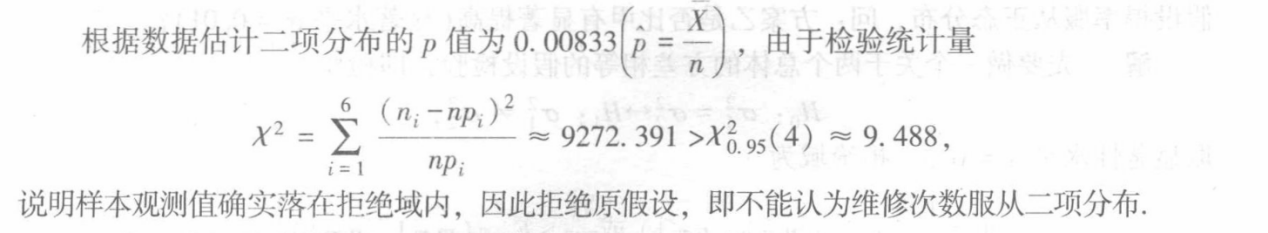 根据数据估计二项分布的 p 值为 0.00833(p̂ = X̄/n), 由于检验统计量
χ² = ∑_{i=1}^{6} (n_i - np_i)²/np_i ≈ 9272.391 > χ²_{0.95}(4) ≈ 9.488,
说明样本观测值确实落在拒绝域内, 因此拒绝原假设, 即不能认为维修次数服从二项分布.